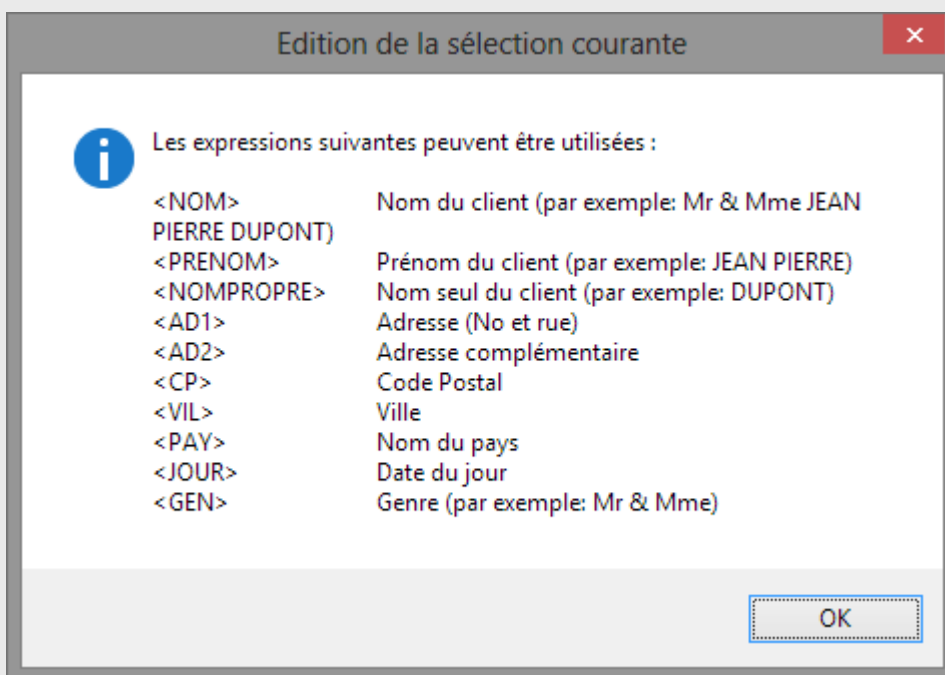 Edition de la sélection courante
Les expressions suivantes peuvent être utilisées :
<NOM> Nom du client (par exemple: Mr & Mme JEAN
PIERRE DUPONT)
<PRENOM> Prénom du client (par exemple: JEAN PIERRE)
<NOMPROPRE> Nom seul du client (par exemple: DUPONT)
<AD1> Adresse (No et rue)
<AD2> Adresse complémentaire
<CP> Code Postal
<VIL> Ville
<PAY> Nom du pays
<JOUR> Date du jour
<GEN> Genre (par exemple: Mr & Mme)
OK